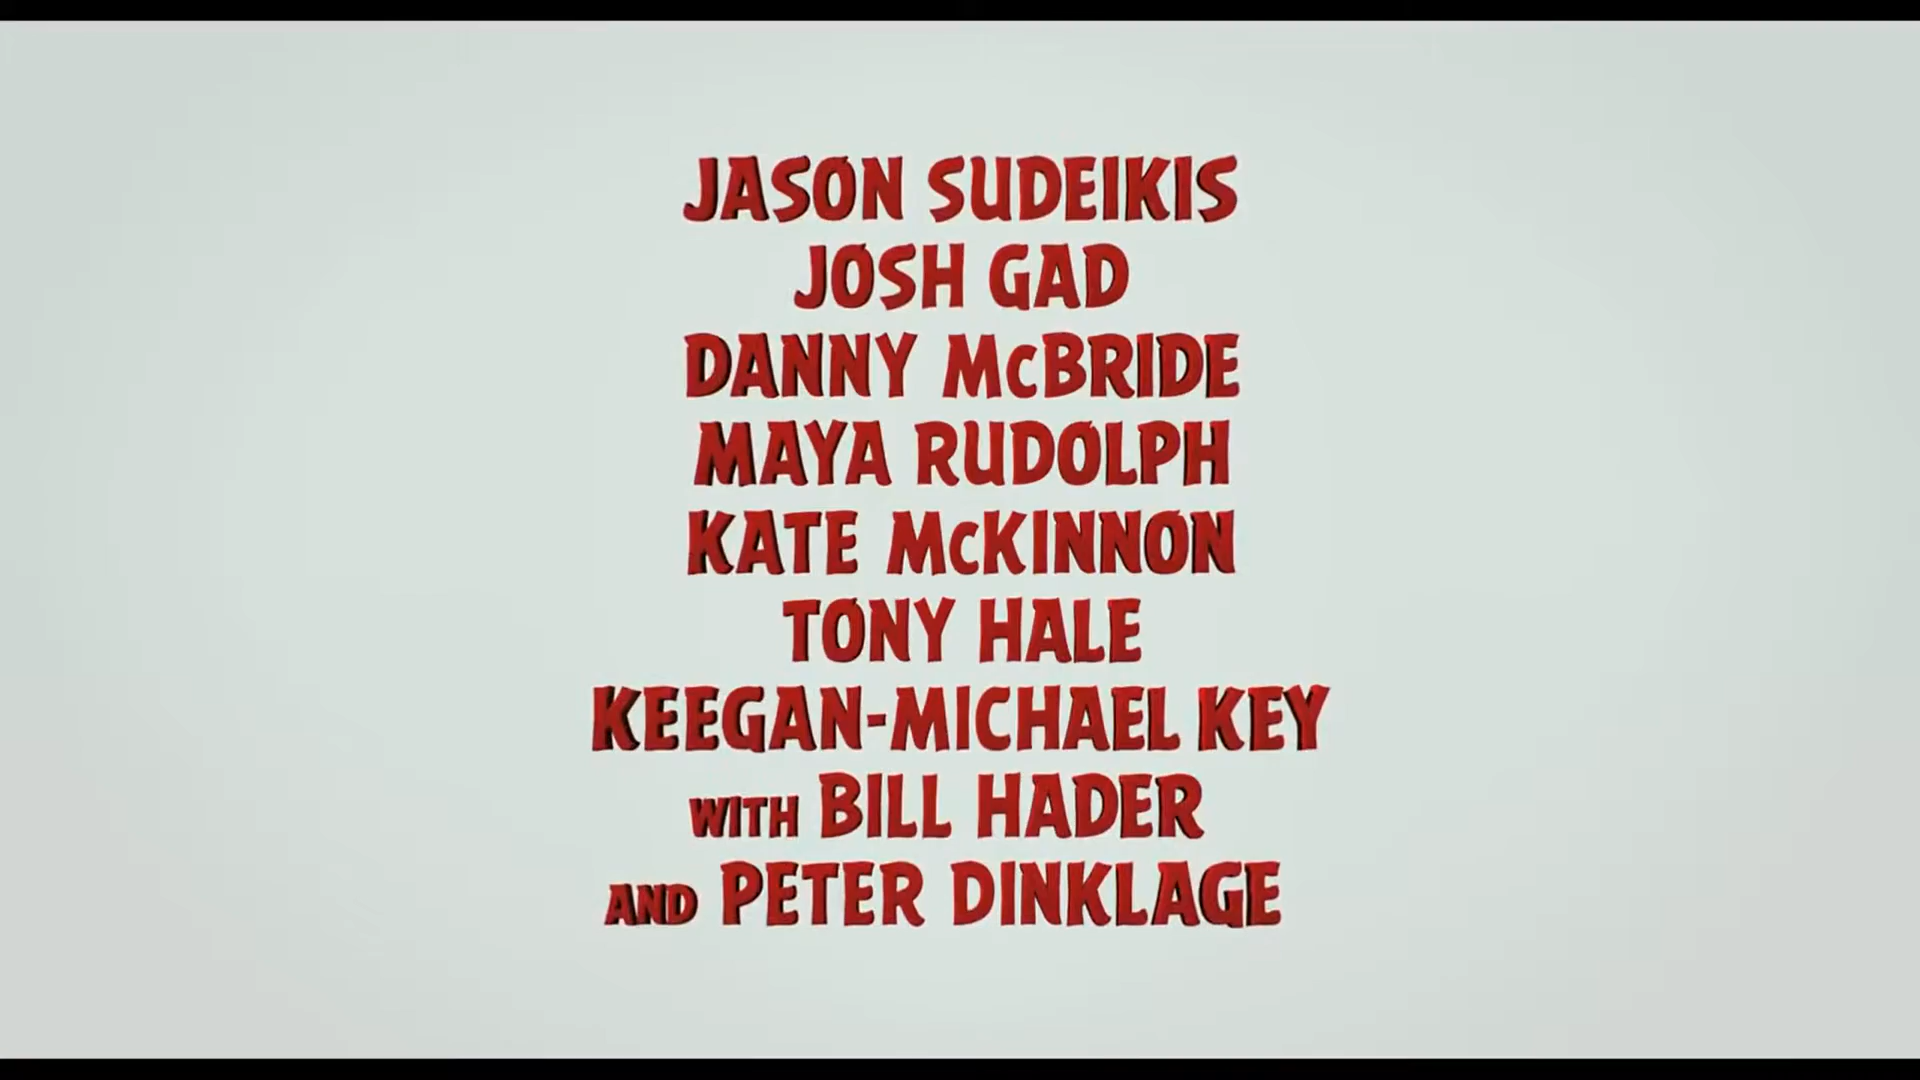 JASON SUDEIKIS
JOSH GAD
DANNY McBRIDE
MAYA RUDOLPH
KATE McKINNON
TONY HALE
KEEGAN-MICHAEL KEY
WITH BILL HADER
AND PETER DINKLAGE